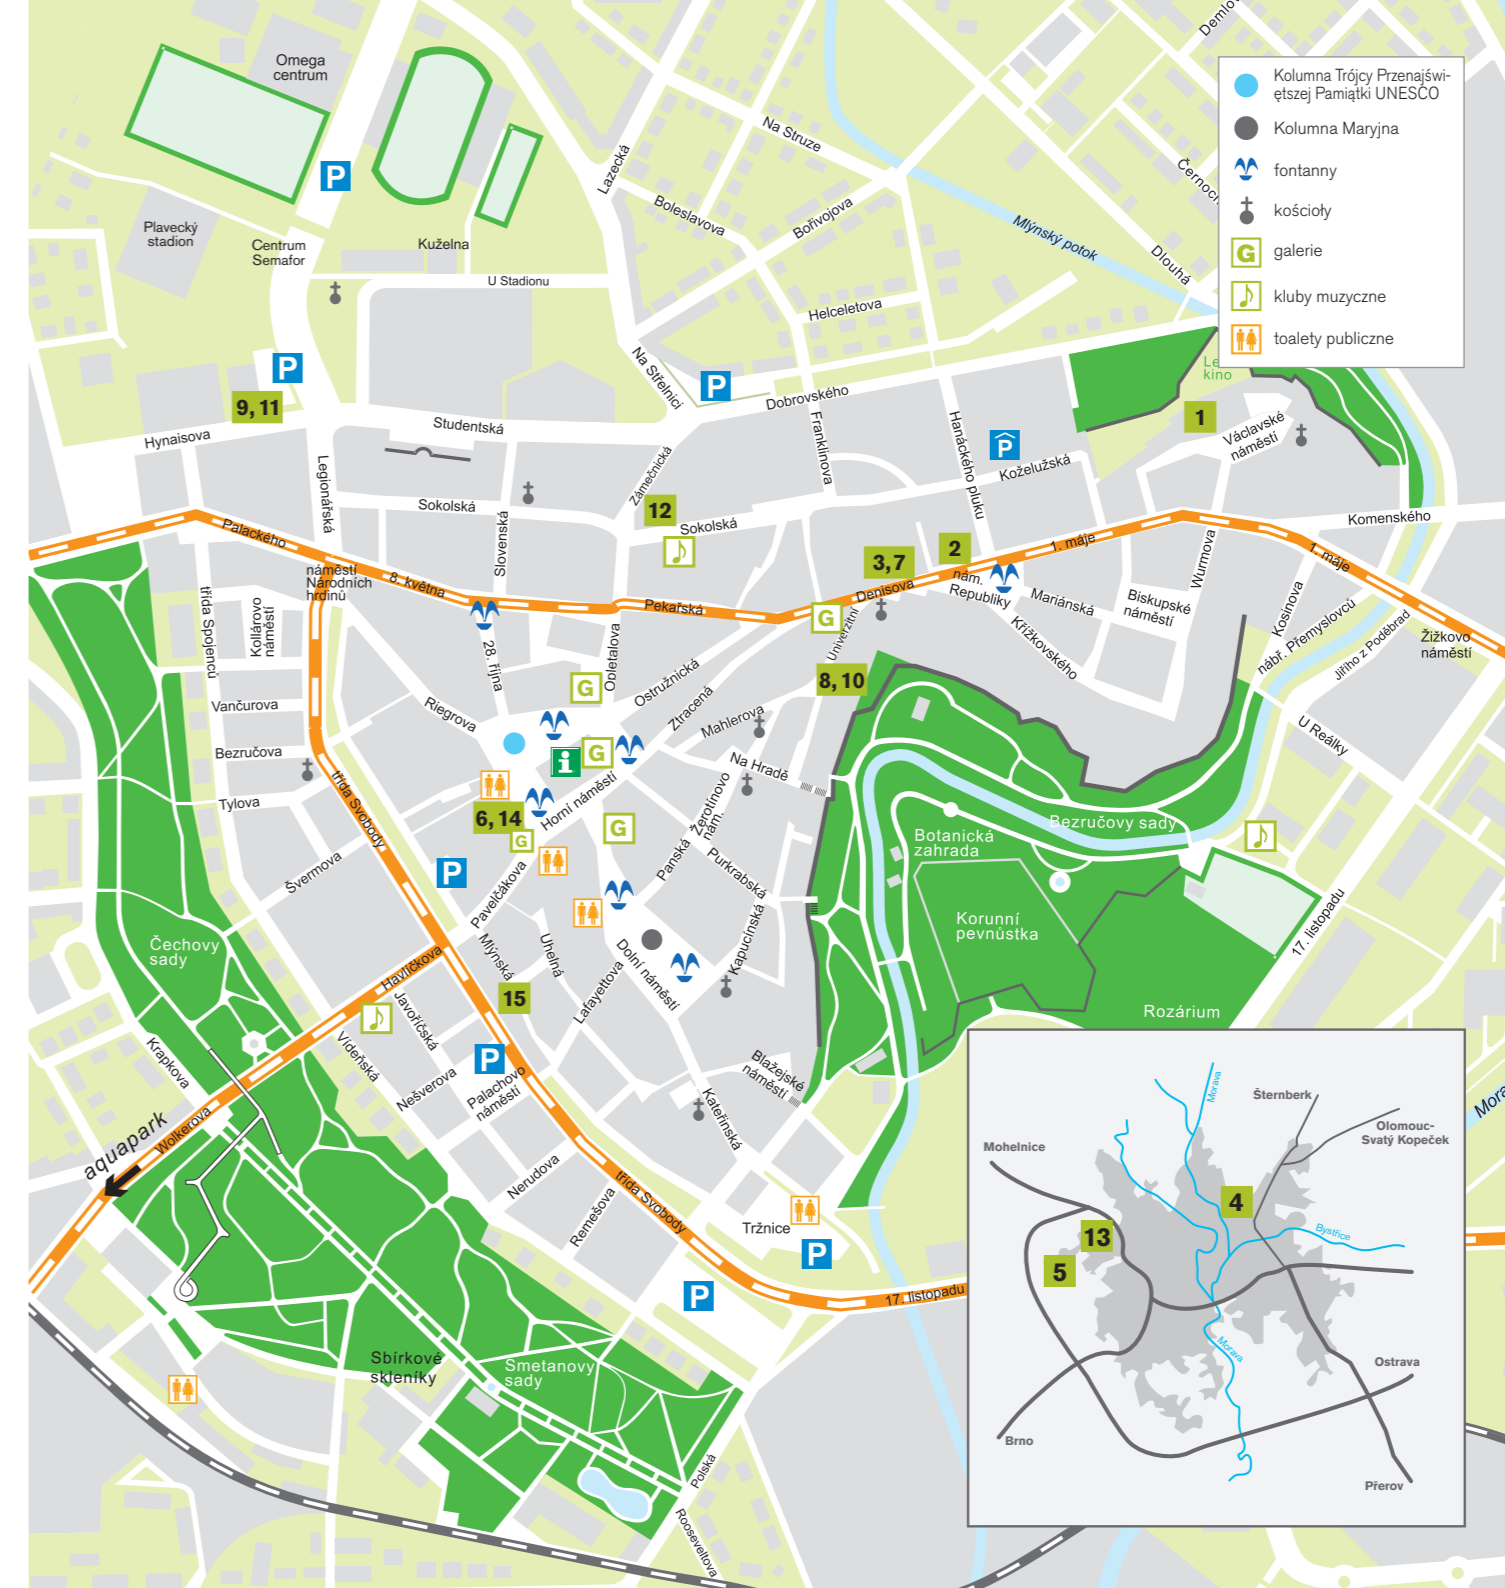 Omega
centrum
P
Plavecký
stadion
Centrum
Semafor
Kuželna
U Stadionu
Lazecká
Na Struze
Boleslavova
Bořivojova
Mlýnský potok
Dlouhá
Helceletova
Kolumna Trójcy Przenajświ-
ętszej Pamiątki UNESCO
Kolumna Maryjna
fontanny
kościoły
G galerie
kluby muzyczne
toalety publiczne
kino
P
9, 11
Hynaisova
Studentská
Na Střelnici
P
Dobrovského
Franklinova
Hanáckého pluku
P
Koželužská
1
Václavské
náměstí
Komenského
Legionářská
Sokolská
Slovenská
Zámečnická
12
Sokolská
Palackého
náměstí
Národních
hrdinů
8. května
Pekařská
3, 7
Denisova
2
nám.
Republiky
1. máje
1. máje
Wurmova
Mariánská
Biskupské
náměstí
Křížkovského
Kosinova
nábř. Přemyslovců
Jiřího z Poděbrad
Žižkovo
náměstí
U Reálky
třída Spojenců
Kollárovo
náměstí
Vančurova
Bezručova
Tylova
28. října
Opletalova
G
Univerzitní
8, 10
G
Ostružnická
Ztracená
Mahlerova
Riegrova
i
G
Na Hradě
Horní náměstí
6, 14
G
G
Žerotínovo
nám.
Panská
Purkrabská
Kapucínská
třída Svobody
Švermova
P
Pavelčákova
Mlýnská
Uhelná
Lafayettova
Dolní náměstí
Botanická
zahrada
Bezručovy sady
Korunní
pevnůstka
Rozárium
17. listopadu
Čechovy
sady
Havlíčkova
15
Javoříčská
Vídeňská
Nešverova
P
Palachovo
náměstí
Blažejské
náměstí
Kateřinská
Krapkova
aquapark
Wolkerova
Nerudova
Remešova
třída Svobody
Tržnice
P
P
17. listopadu
Sbírkové
skleníky
Smetanovy
sady
Polská
Rooseveltova
Morava
Šternberk
Olomouc-
Svatý Kopeček
Mohelnice
4
13
5
Bystřice
Morava
Ostrava
Brno
Přerov